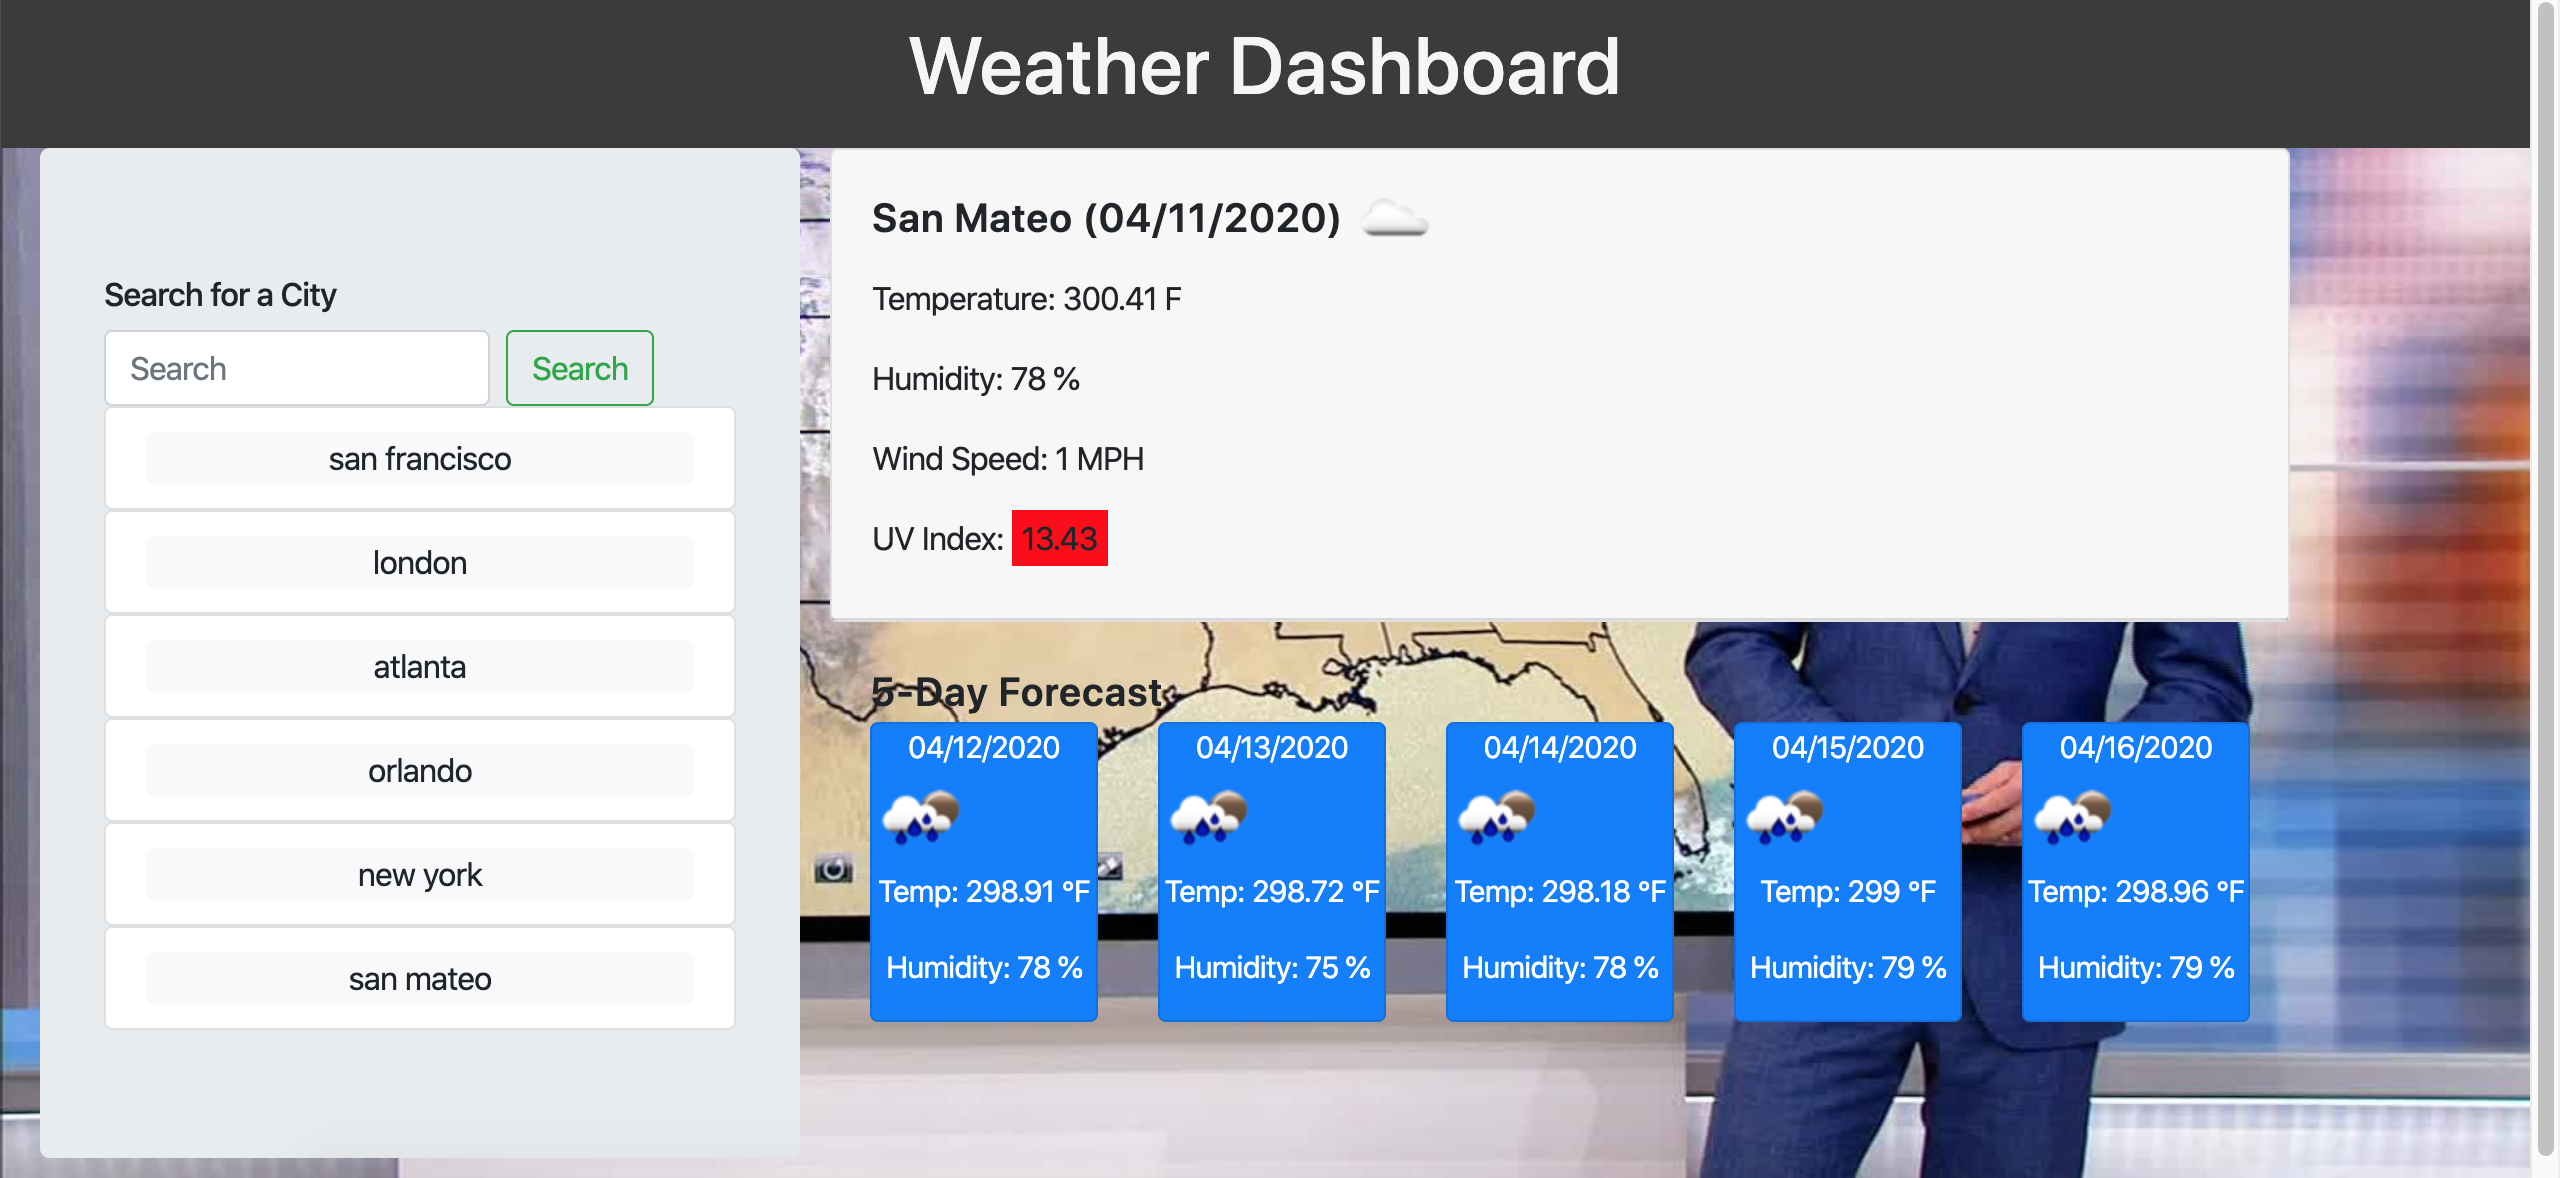 Weather Dashboard
Search for a City
Search
Search
san francisco
london
atlanta
orlando
new york
san mateo
San Mateo (04/11/2020)
Temperature: 300.41 F
Humidity: 78 %
Wind Speed: 1 MPH
UV Index: 13.43
5-Day Forecast
04/12/2020
Temp: 298.91 °F
Humidity: 78 %
04/13/2020
Temp: 298.72 °F
Humidity: 75 %
04/14/2020
Temp: 298.18 °F
Humidity: 78 %
04/15/2020
Temp: 299 °F
Humidity: 79 %
04/16/2020
Temp: 298.96 °F
Humidity: 79 %